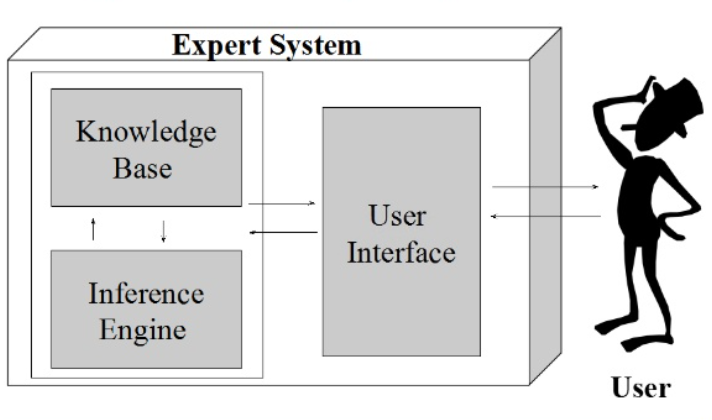 Expert System
Knowledge
Base
Inference
Engine
User
Interface
User